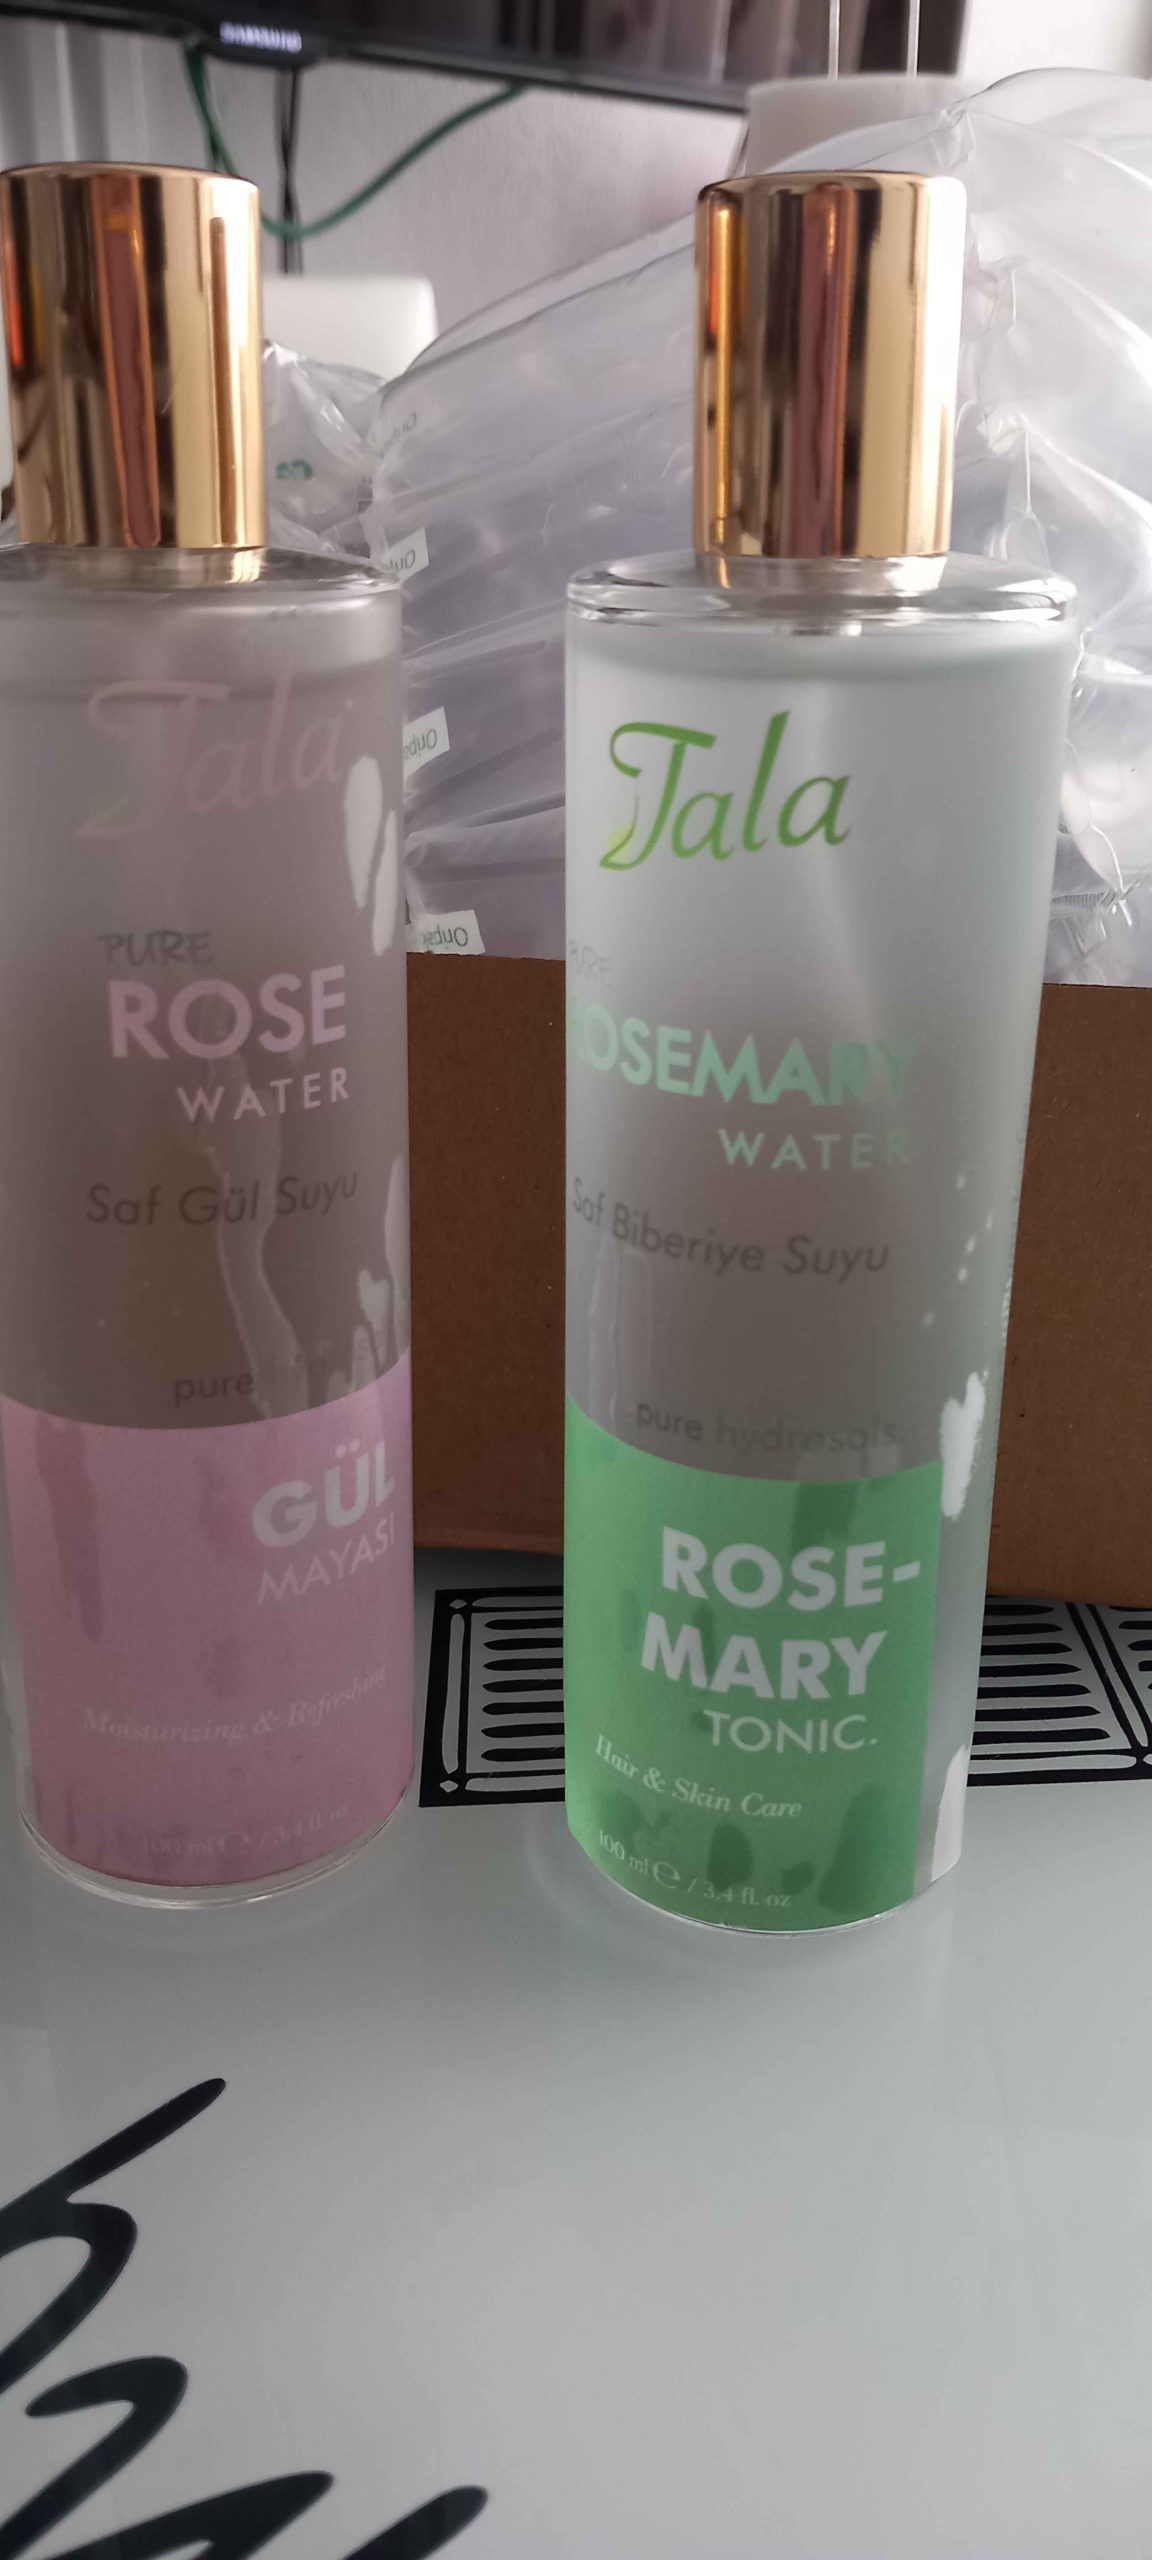 SAMSUNG
Tala
PURE
ROSE
WATER
Saf Gül Suyu
pure
GÜL
MAYASI
Moisturizing & Refreshing
100 ml ℮ / 3.4 fl. oz
Tala
PURE
ROSEMARY
WATER
Saf Biberiye Suyu
pure hydrosols.
ROSE-
MARY
TONIC.
Hair & Skin Care
100 ml ℮ / 3.4 fl. oz